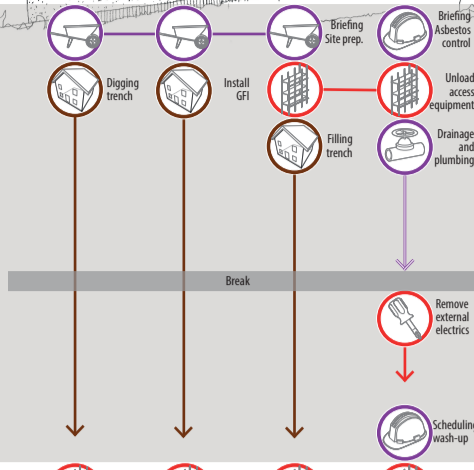 Briefing
Site prep.
Briefing
Asbestos
control
Digging
trench
Install
GFI
Unload
access
equipment
Filling
trench
Drainage
and
plumbing
Break
Remove
external
electrics
Scheduling
wash-up